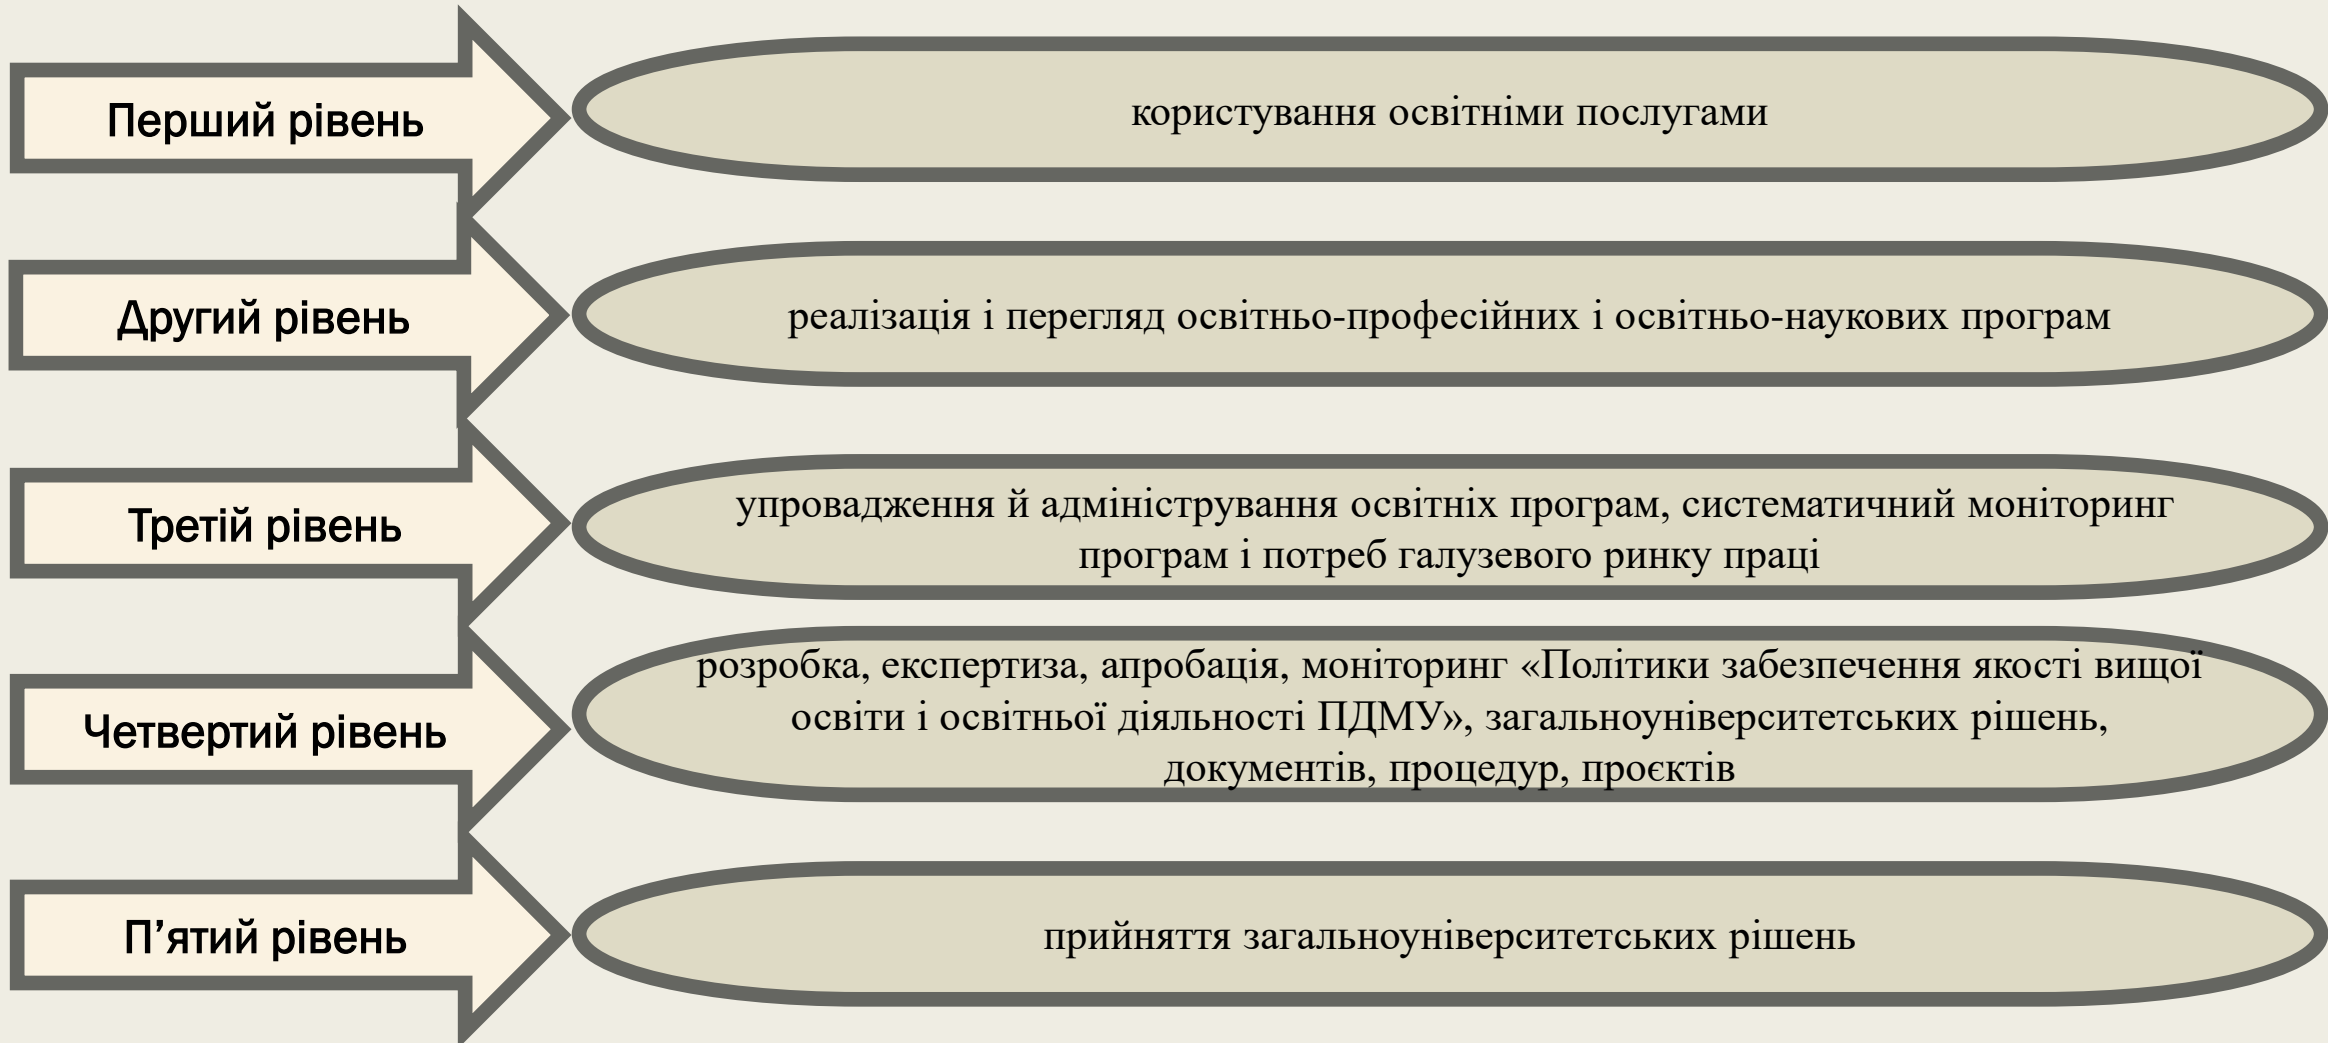 Перший рівень
користування освітніми послугами
Другий рівень
реалізація і перегляд освітньо-професійних і освітньо-наукових програм
Третій рівень
упровадження й адміністрування освітніх програм, систематичний моніторинг
програм і потреб галузевого ринку праці
Четвертий рівень
розробка, експертиза, апробація, моніторинг «Політики забезпечення якості вищої
освіти і освітньої діяльності ПДМУ», загальноуніверситетських рішень,
документів, процедур, проєктів
П’ятий рівень
прийняття загальноуніверситетських рішень